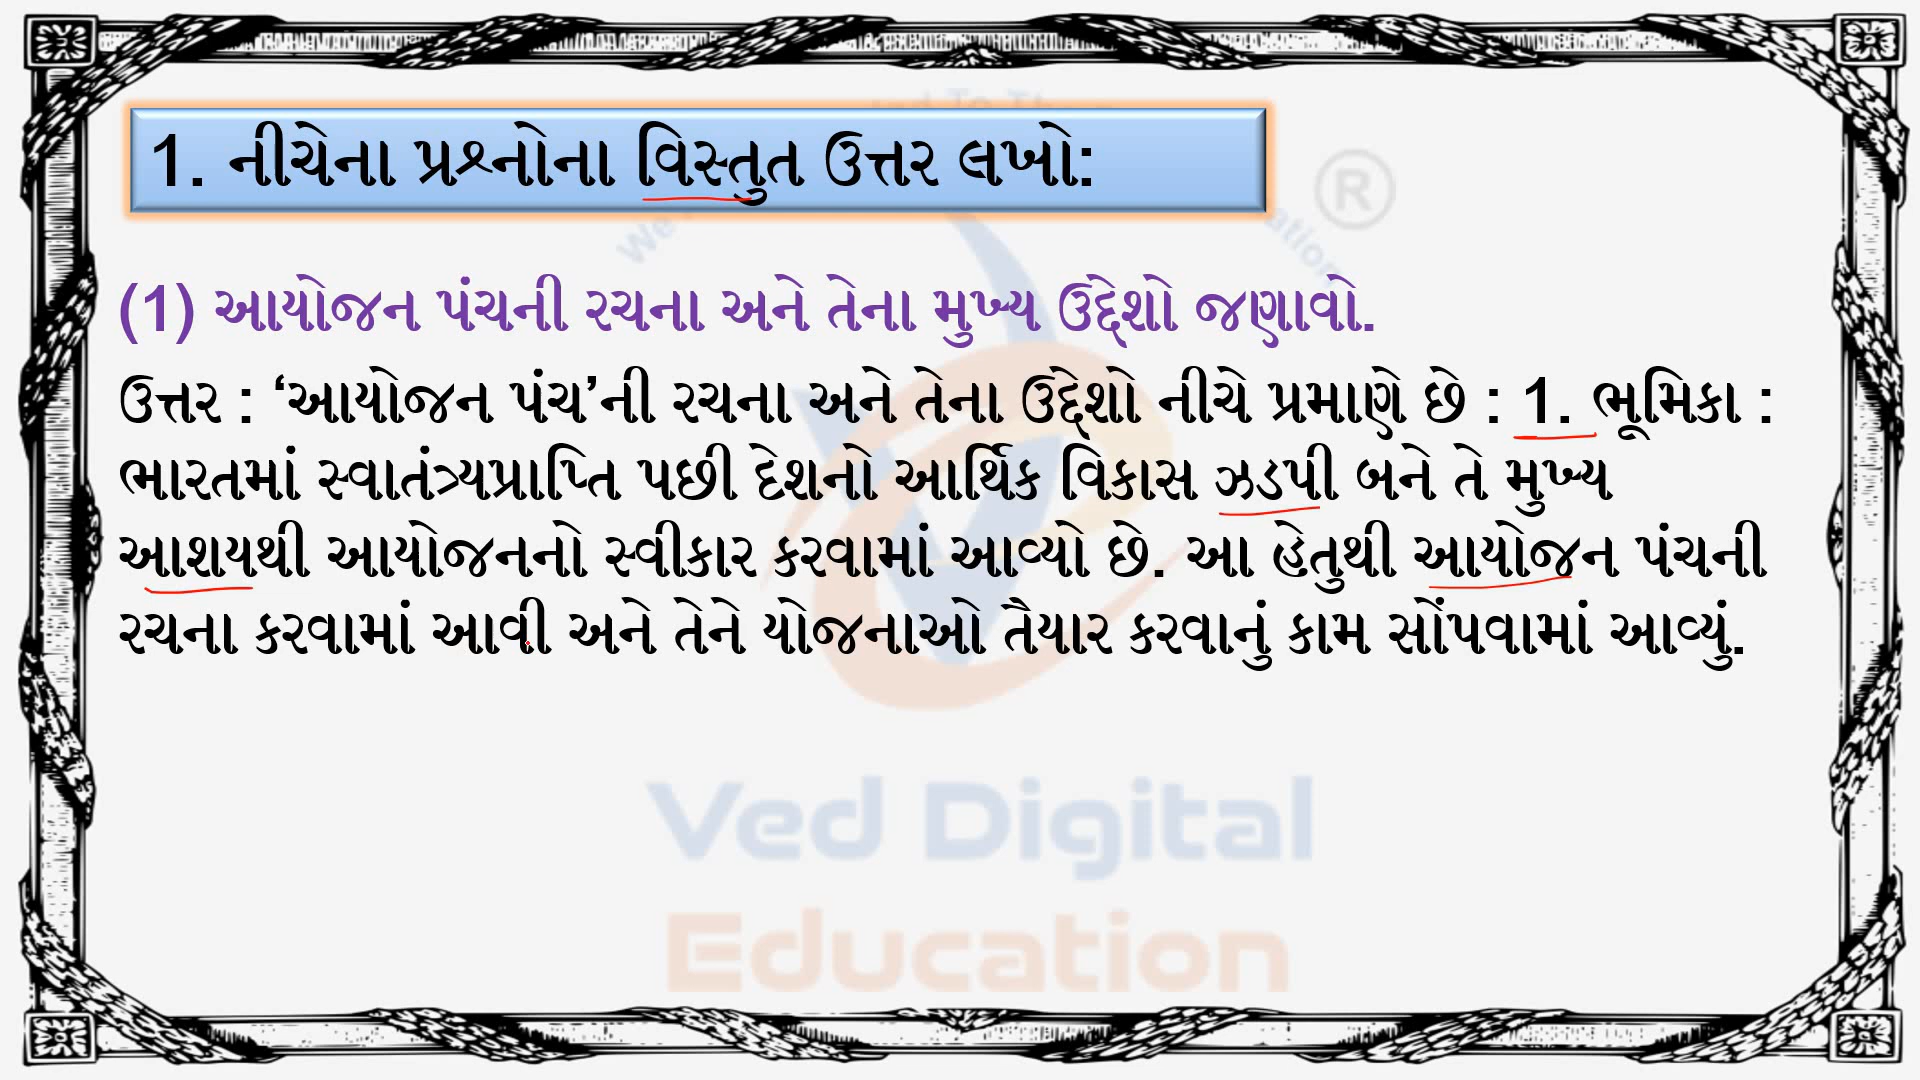 1. નીચેના પ્રશ્નોના વિસ્તુત ઉત્તર લખો:
®
(1) આયોજન પંચની રચના અને તેના મુખ્ય ઉદ્દેશો જણાવો.
ઉત્તર : ‘આયોજન પંચ’ની રચના અને તેના ઉદ્દેશો નીચે પ્રમાણે છે : 1. ભૂમિકા :
ભારતમાં સ્વાતંત્ર્યપ્રાપ્તિ પછી દેશનો આર્થિક વિકાસ ઝડપી બને તે મુખ્ય
આશયથી આયોજનનો સ્વીકાર કરવામાં આવ્યો છે. આ હેતુથી આયોજન પંચની
રચના કરવામાં આવી અને તેને યોજનાઓ તૈયાર કરવાનું કામ સોંપવામાં આવ્યું.
Ved Digital
Education